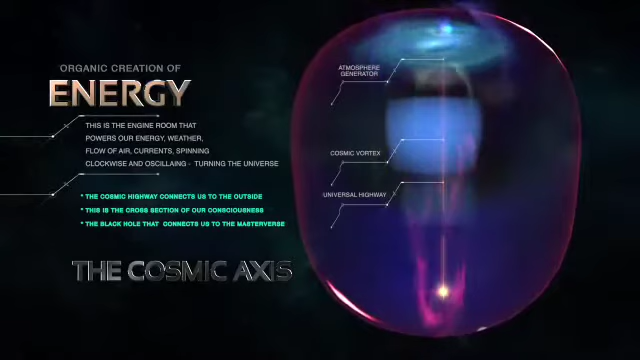 ORGANIC CREATION OF
ENERGY
THIS IS THE ENGINE ROOM THAT
POWERS OUR ENERGY, WEATHER,
FLOW OF AIR, CURRENTS, SPINNING
CLOCKWISE AND OSCILLAING - TURNING THE UNIVERSE
* THE COSMIC HIGHWAY CONNECTS US TO THE OUTSIDE
* THIS IS THE CROSS SECTION OF OUR CONSCIOUSNESS
* THE BLACK HOLE THAT CONNECTS US TO THE MASTERVERSE
THE COSMIC AXIS
ATMOSPHERE
GENERATOR
COSMIC VORTEX
UNIVERSAL HIGHWAY